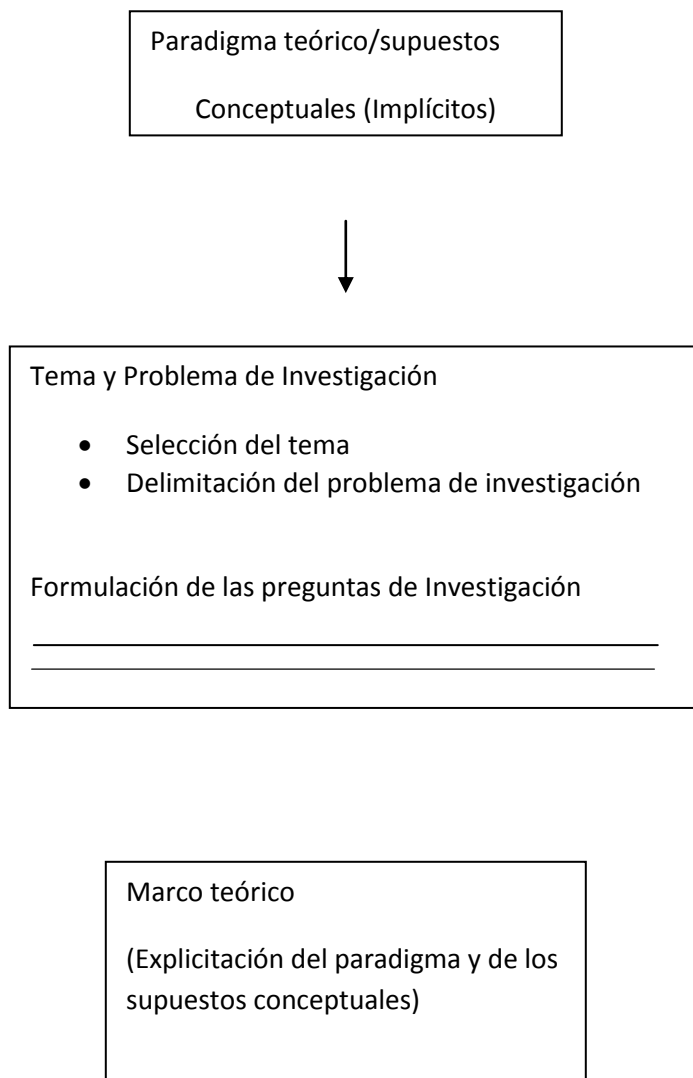 Paradigma teórico/supuestos
Conceptuales (Implícitos)
Tema y Problema de Investigación
• Selección del tema
• Delimitación del problema de investigación
Formulación de las preguntas de Investigación
Marco teórico
(Explicitación del paradigma y de los
supuestos conceptuales)